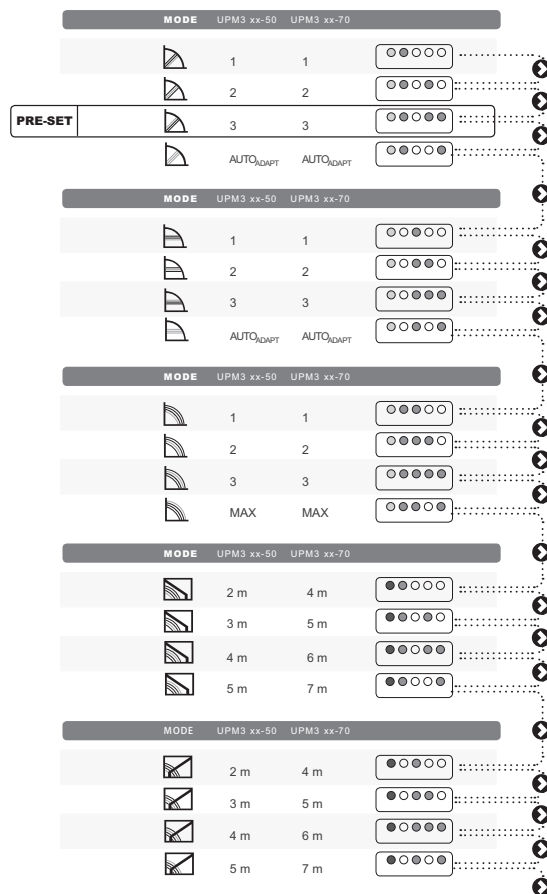 MODE UPM3 xx-50 UPM3 xx-70
1 1
2 2
PRE-SET 3 3
AUTOADAPT AUTOADAPT
MODE UPM3 xx-50 UPM3 xx-70
1 1
2 2
3 3
AUTOADAPT AUTOADAPT
MODE UPM3 xx-50 UPM3 xx-70
1 1
2 2
3 3
MAX MAX
MODE UPM3 xx-50 UPM3 xx-70
2 m 4 m
3 m 5 m
4 m 6 m
5 m 7 m
MODE UPM3 xx-50 UPM3 xx-70
2 m 4 m
3 m 5 m
4 m 6 m
5 m 7 m